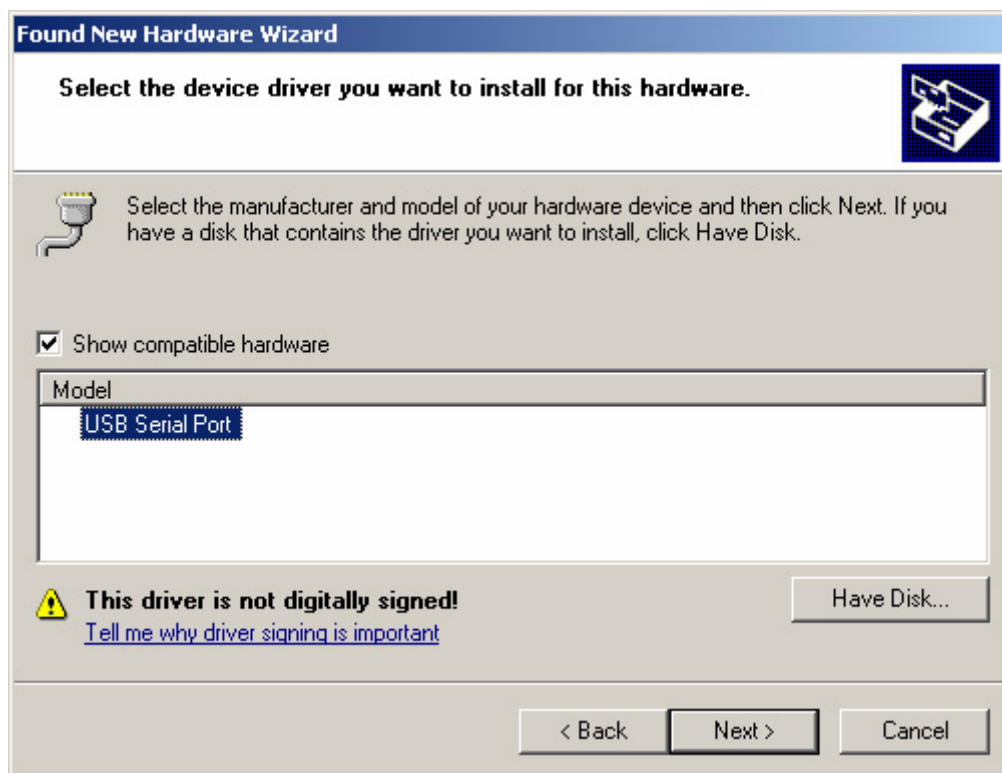 Found New Hardware Wizard
Select the device driver you want to install for this hardware.
Select the manufacturer and model of your hardware device and then click Next. If you
have a disk that contains the driver you want to install, click Have Disk.
Show compatible hardware
Model
USB Serial Port
This driver is not digitally signed!
Have Disk...
Tell me why driver signing is important
< Back
Next >
Cancel